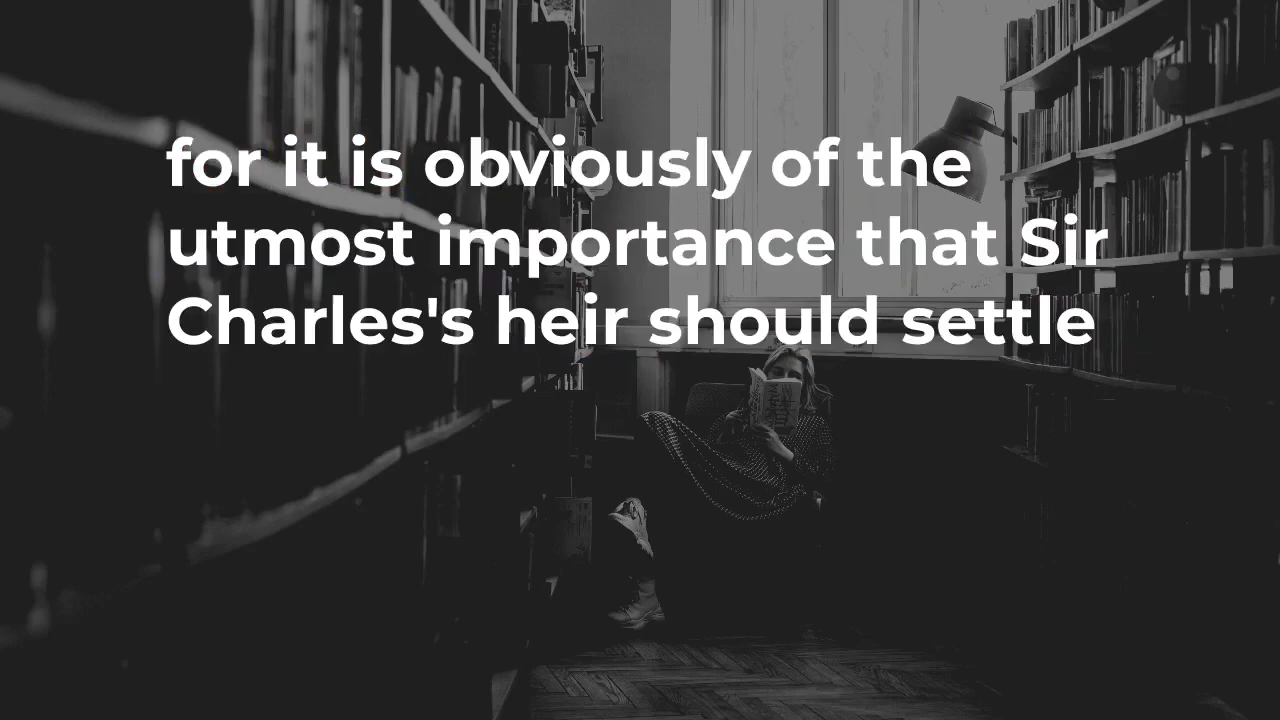 for it is obviously of the
utmost importance that Sir
Charles's heir should settle